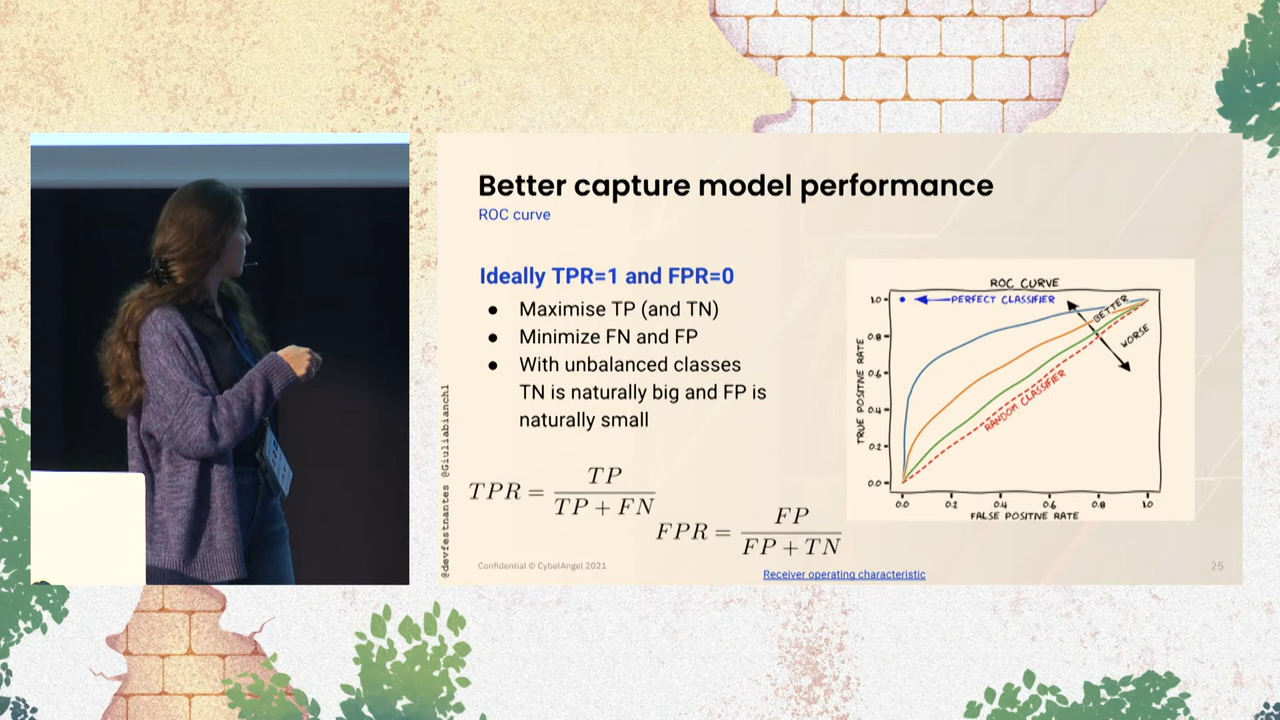 Better capture model performance
ROC curve
Ideally TPR=1 and FPR=0
● Maximise TP (and TN)
● Minimize FN and FP
● With unbalanced classes
TN is naturally big and FP is
naturally small
TPR = TP / TP + FN
FPR = FP / FP + TN
@devfestnantes @Giuliabianchl
Confidential © CybelAngel 2021
Receiver operating characteristic
25
ROC CURVE
PERFECT CLASSIFIER
BETTER
WORSE
RANDOM CLASSIFIER
TRUE POSITIVE RATE
1.0
0.8
0.6
0.4
0.2
0.0
0.0 0.2 0.4 0.6 0.8 1.0
FALSE POSITIVE RATE